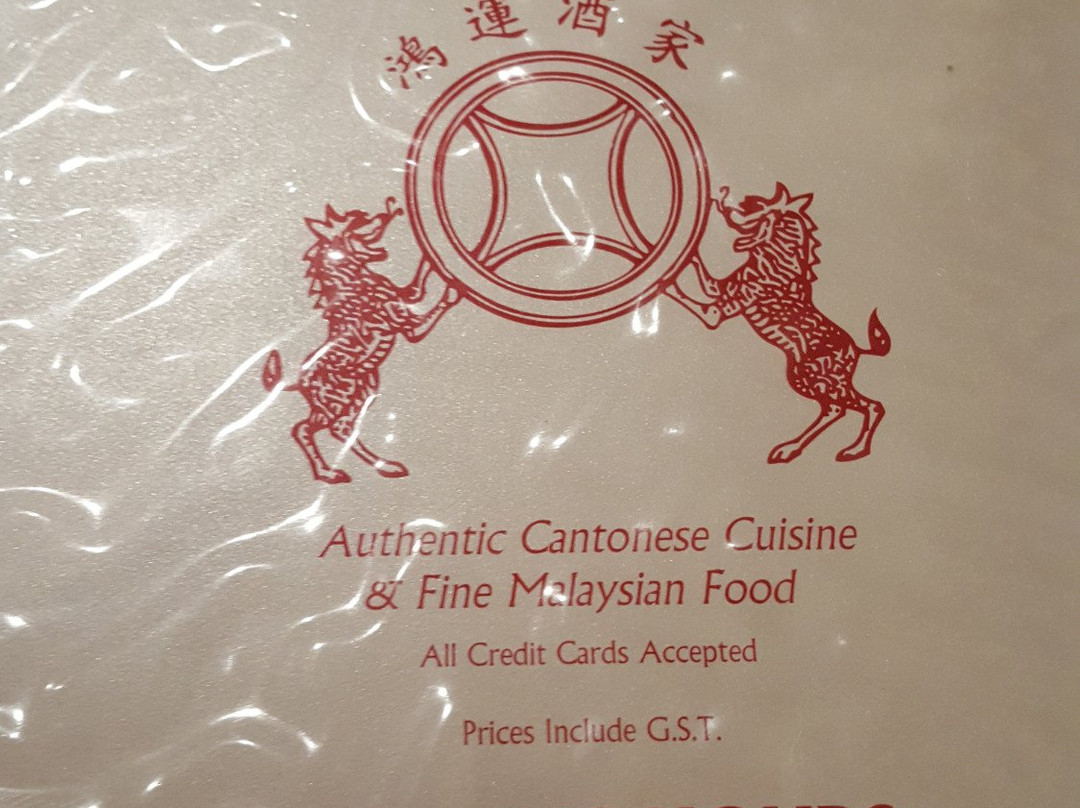 鴻運酒家
Authentic Cantonese Cuisine
& Fine Malaysian Food
All Credit Cards Accepted
Prices Include G.S.T.